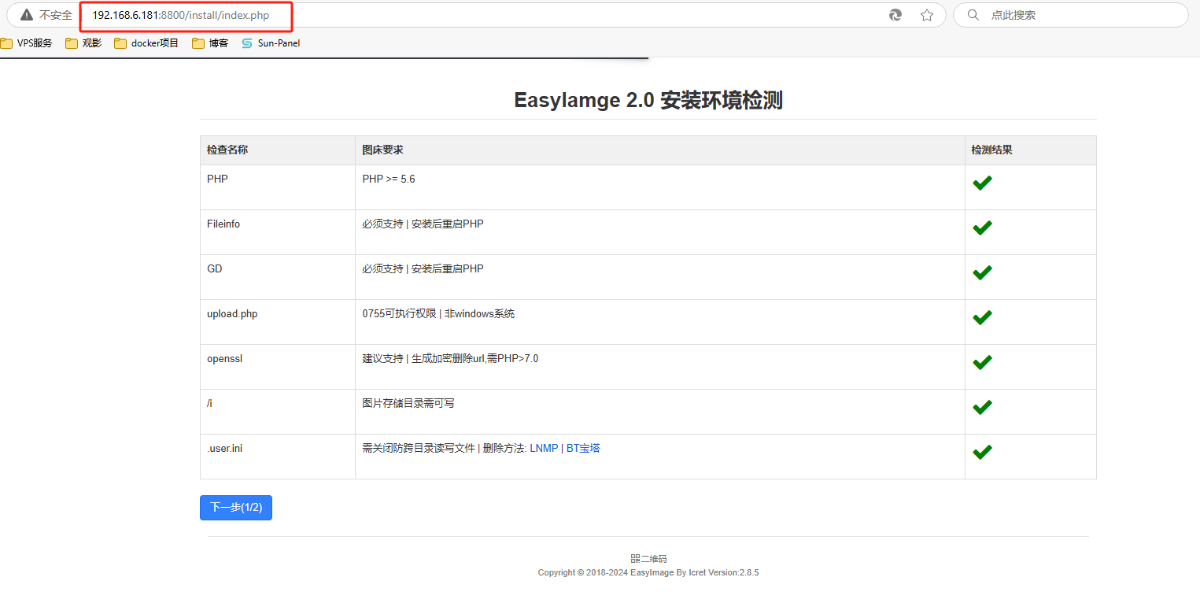 不安全 192.168.6.181:8800/install/index.php 点此搜索
VPS服务 观影 docker项目 博客 Sun-Panel
EasyIamge 2.0 安装环境检测
检查名称 图床要求 检测结果
PHP PHP >= 5.6
Fileinfo 必须支持 | 安装后重启PHP
GD 必须支持 | 安装后重启PHP
upload.php 0755可执行权限 | 非windows系统
openssl 建议支持 | 生成加密删除url,需PHP>7.0
/i 图片存储目录需可写
.user.ini 需关闭防跨目录读写文件 | 删除方法: LNMP | BT宝塔
下一步(1/2)
二维码
Copyright © 2018-2024 EasyImage By Icret Version:2.8.5